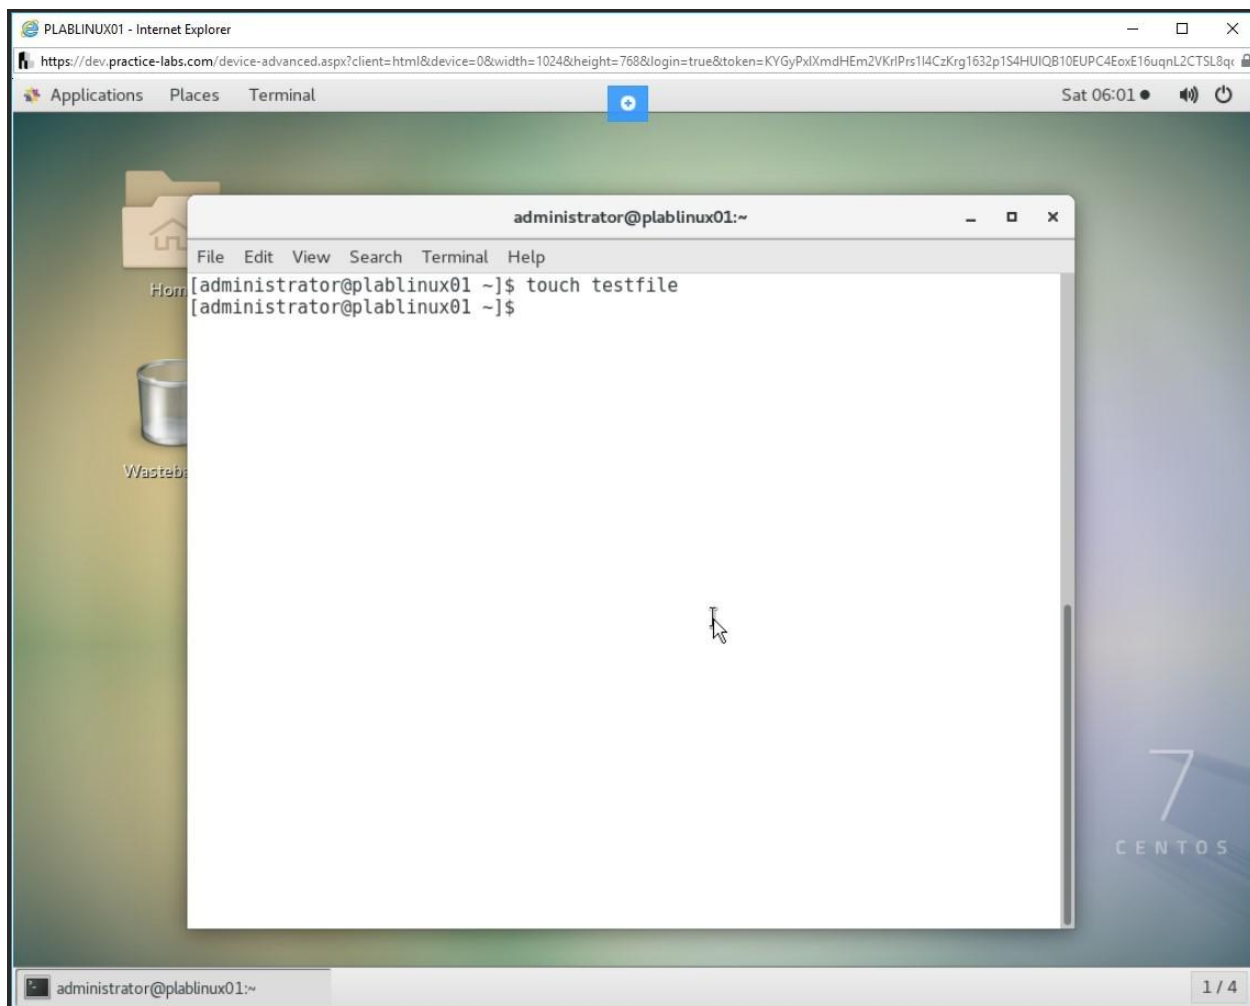 PLABLINUX01 - Internet Explorer
Applications Places Terminal
Sat 06:01
administrator@plablinux01:~
File Edit View Search Terminal Help
[administrator@plablinux01 ~]$ touch testfile
[administrator@plablinux01 ~]$
7
CENTOS
administrator@plablinux01:~
1 / 4